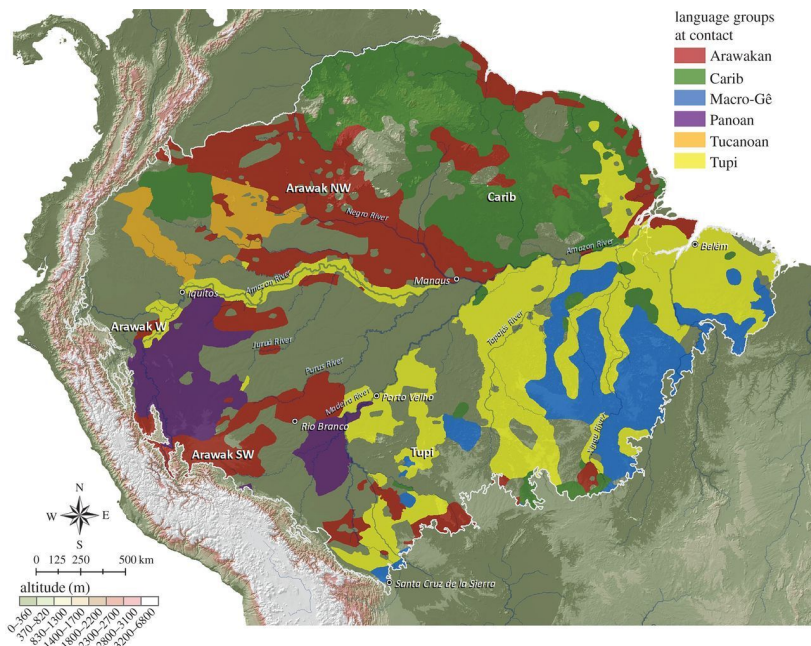 language groups
at contact
Arawakan
Carib
Macro-Gê
Panoan
Tucanoan
Tupi
Arawak NW
Carib
Negro River
Amazon River
Belém
Manaus
Amazon River
Iquitos
Tapajós River
Arawak W
Juruá River
Purus River
Madeira River
Porto Velho
Rio Branco
Xingu River
Tupi
Arawak SW
N
W E
S
0 125 250 500 km
Santa Cruz de la Sierra
altitude (m)
0–360
370–820
830–1300
1400–1700
1800–2200
2300–2700
2800–3100
3200–6800